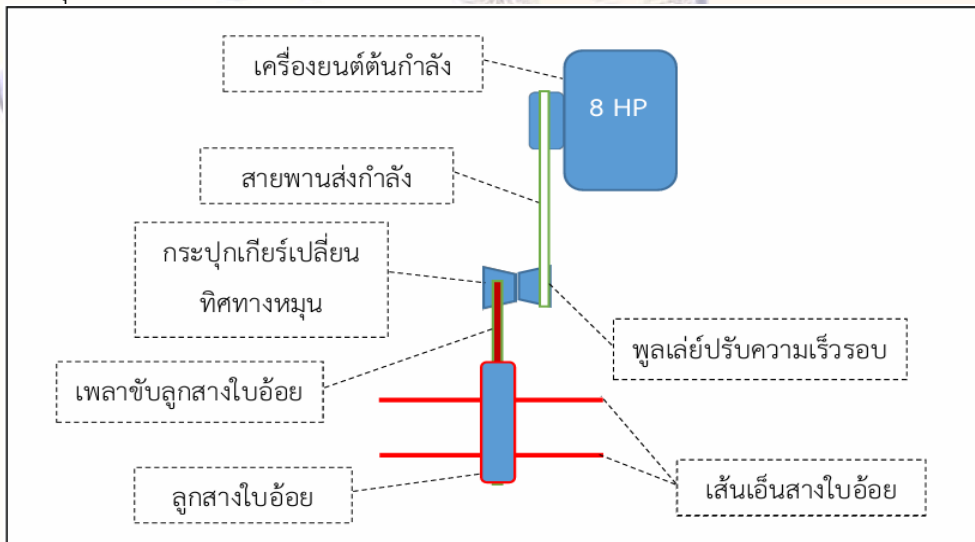 เครื่องยนต์ต้นกำลัง
8 HP
สายพานส่งกำลัง
กระปุกเกียร์เปลี่ยน
ทิศทางหมุน
พูลเล่ย์ปรับความเร็วรอบ
เพลาขับลูกสางใบอ้อย
ลูกสางใบอ้อย
เส้นเอ็นสางใบอ้อย